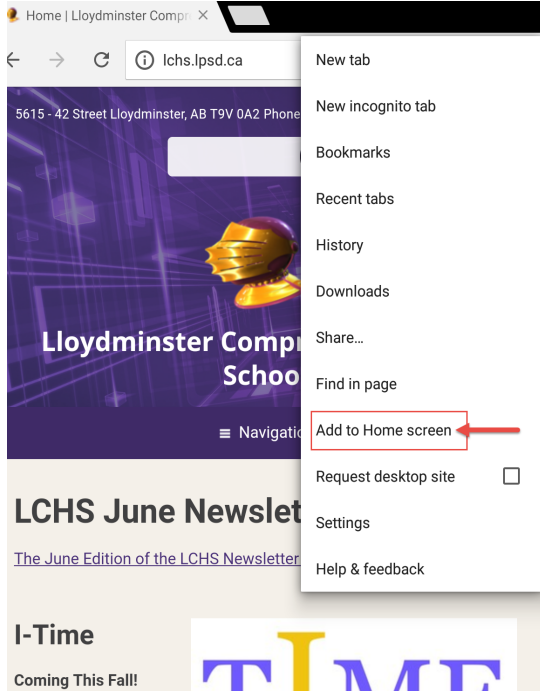 Home | Lloydminster Compr
lchs.lpsd.ca
5615 - 42 Street Lloydminster, AB T9V 0A2 Phone
Lloydminster Compr
Schoo
Navigatio
LCHS June Newslet
The June Edition of the LCHS Newsletter
I-Time
Coming This Fall!
TIME
New tab
New incognito tab
Bookmarks
Recent tabs
History
Downloads
Share...
Find in page
Add to Home screen
Request desktop site
Settings
Help & feedback